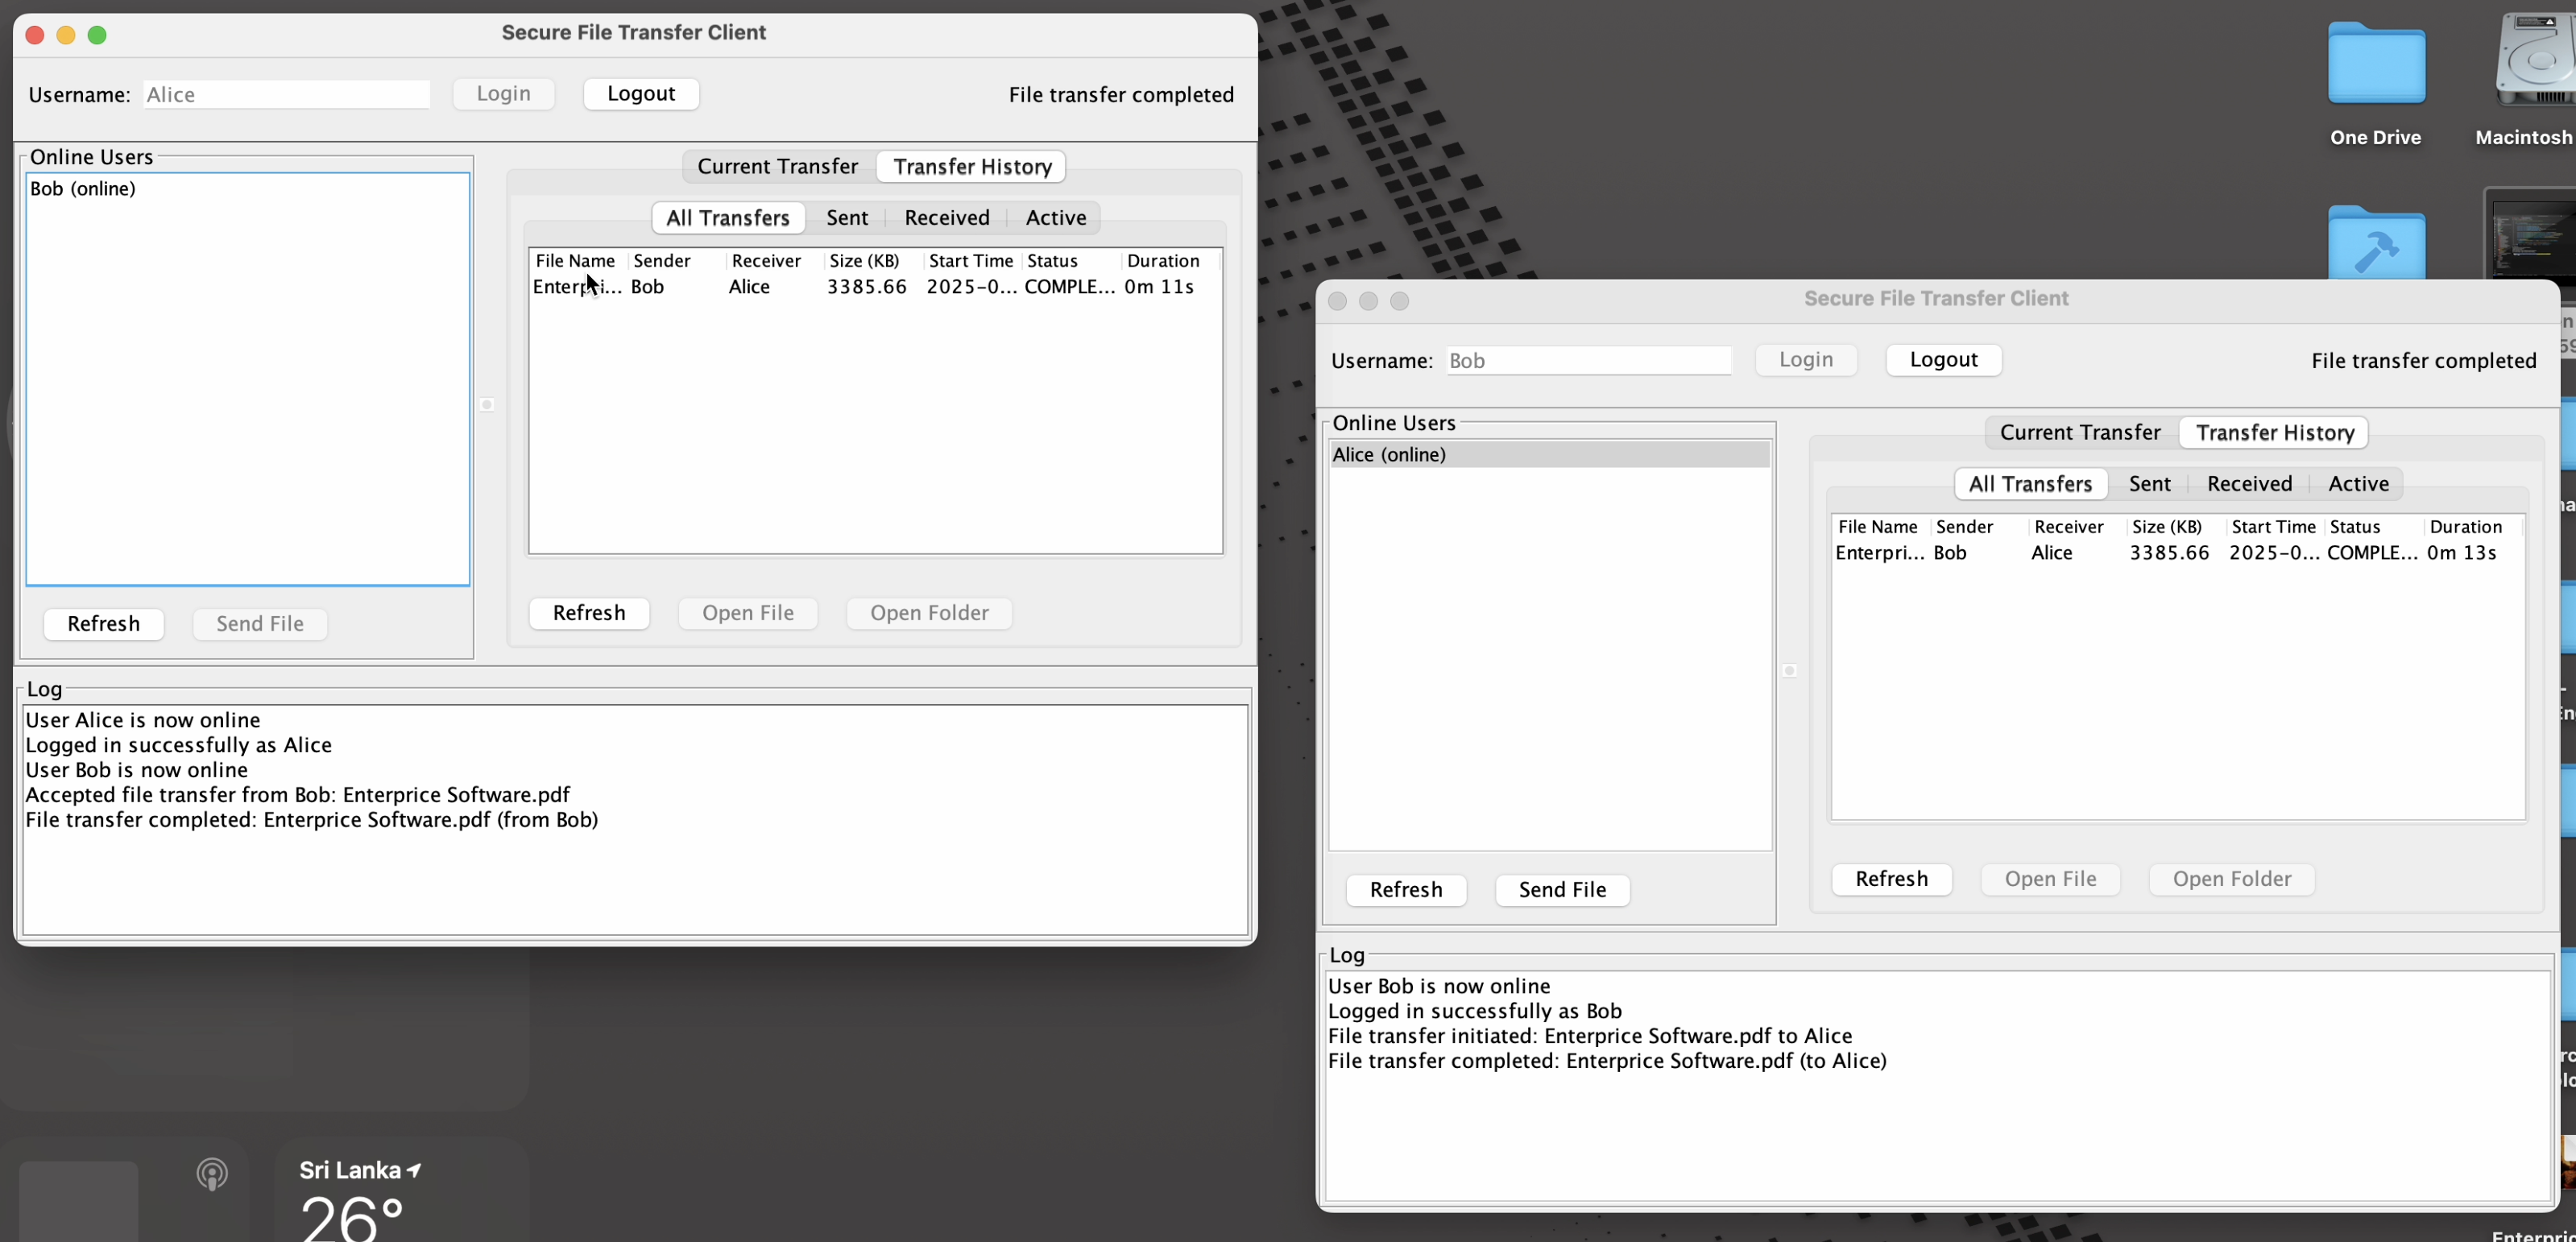 Secure File Transfer Client
Username: Alice Login Logout File transfer completed
Online Users
Bob (online)
Refresh Send File
Current Transfer Transfer History
All Transfers Sent Received Active
File Name Sender Receiver Size (KB) Start Time Status Duration
Enterpri... Bob Alice 3385.66 2025-0... COMPLE... 0m 11s
Refresh Open File Open Folder
Log
User Alice is now online
Logged in successfully as Alice
User Bob is now online
Accepted file transfer from Bob: Enterprice Software.pdf
File transfer completed: Enterprice Software.pdf (from Bob)
One Drive
Macintosh
Secure File Transfer Client
Username: Bob Login Logout File transfer completed
Online Users
Alice (online)
Refresh Send File
Current Transfer Transfer History
All Transfers Sent Received Active
File Name Sender Receiver Size (KB) Start Time Status Duration
Enterpri... Bob Alice 3385.66 2025-0... COMPLE... 0m 13s
Refresh Open File Open Folder
Log
User Bob is now online
Logged in successfully as Bob
File transfer initiated: Enterprice Software.pdf to Alice
File transfer completed: Enterprice Software.pdf (to Alice)
Sri Lanka
26°